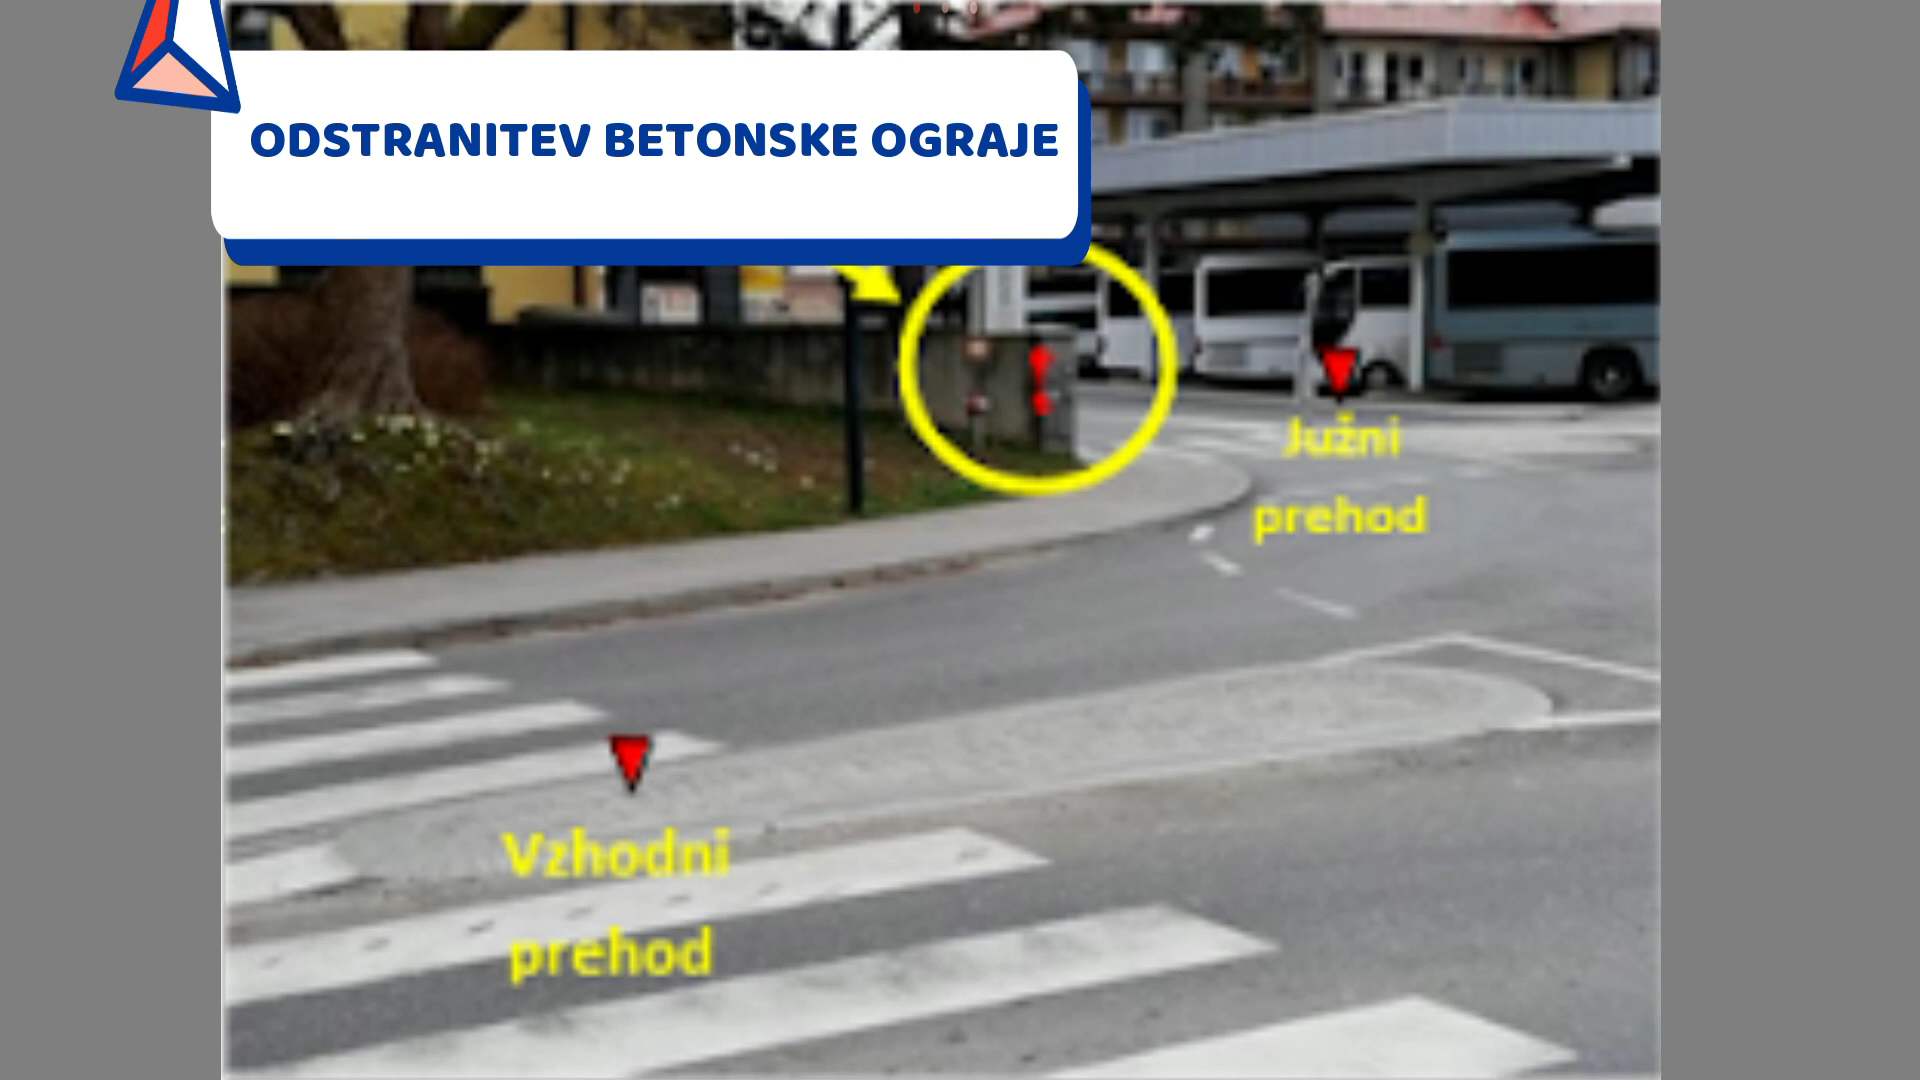 ODSTRANITEV BETONSKE OGRAJE
Južni
prehod
Vzhodni
prehod